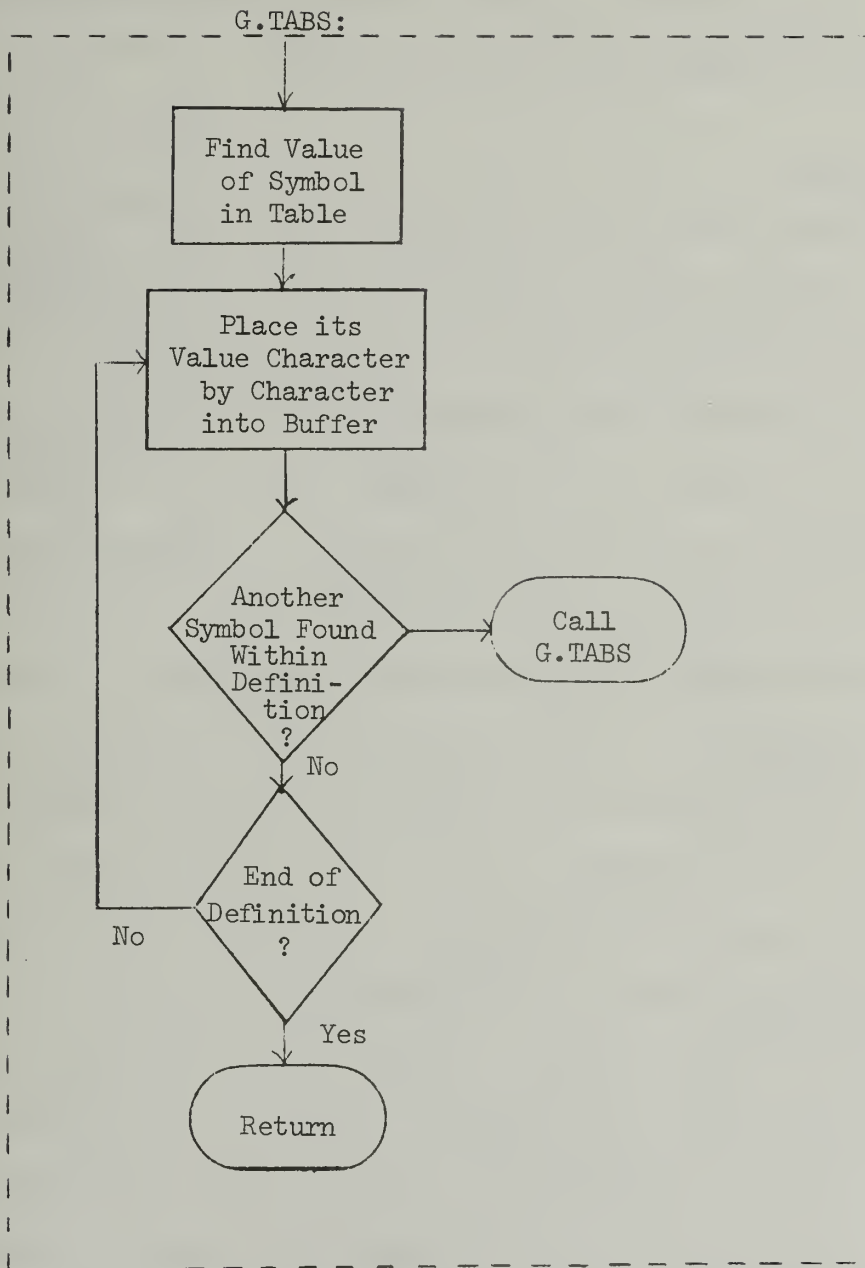 G.TABS:
Find Value
of Symbol
in Table
Place its
Value Character
by Character
into Buffer
Another
Symbol Found
Within
Defini-
tion
?
Call
G.TABS
No
End of
Definition
?
No
Yes
Return